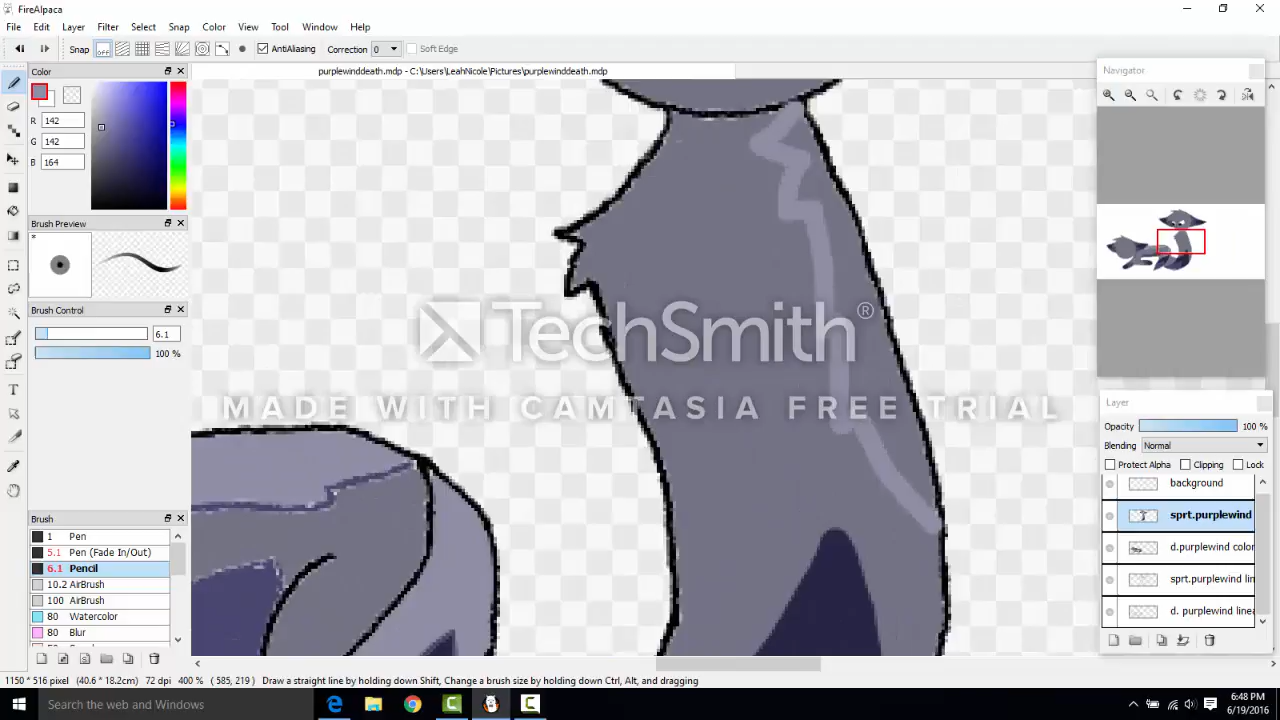 FireAlpaca
File Edit Layer Filter Select Snap Color View Tool Window Help
Snap OFF AntiAliasing Correction 0 Soft Edge
Color
purplewinddeath.mdp - C:\Users\LeahNicole\Pictures\purplewinddeath.mdp
Navigator
R 142
G 142
B 164
Brush Preview
*
Brush Control
6.1
100 %
TechSmith®
MADE WITH CAMTASIA FREE TRIAL
Layer
Opacity 100 %
Blending Normal
Protect Alpha Clipping Lock
background
sprt.purplewind
d.purplewind color
sprt.purplewind lin
d. purplewind linea
Brush
1 Pen
5.1 Pen (Fade In/Out)
6.1 Pencil
10.2 AirBrush
100 AirBrush
80 Watercolor
80 Blur
1150 * 516 pixel (40.6 * 18.2cm) 72 dpi 400 % ( 585, 219 ) Draw a straight line by holding down Shift, Change a brush size by holding down Ctrl, Alt, and dragging
Search the web and Windows
6:48 PM
6/19/2016